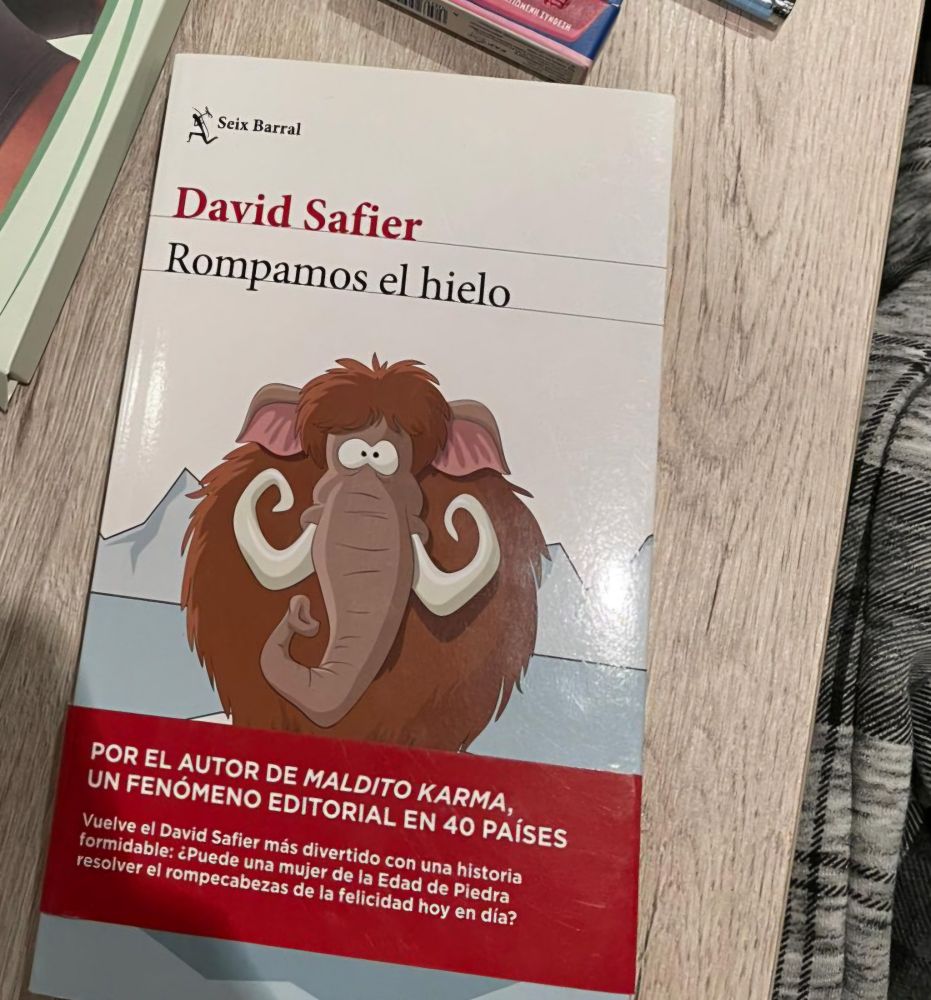 Seix Barral
David Safier
Rompamos el hielo
POR EL AUTOR DE MALDITO KARMA,
UN FENÓMENO EDITORIAL EN 40 PAÍSES
Vuelve el David Safier más divertido con una historia
formidable: ¿Puede una mujer de la Edad de Piedra
resolver el rompecabezas de la felicidad hoy en día?